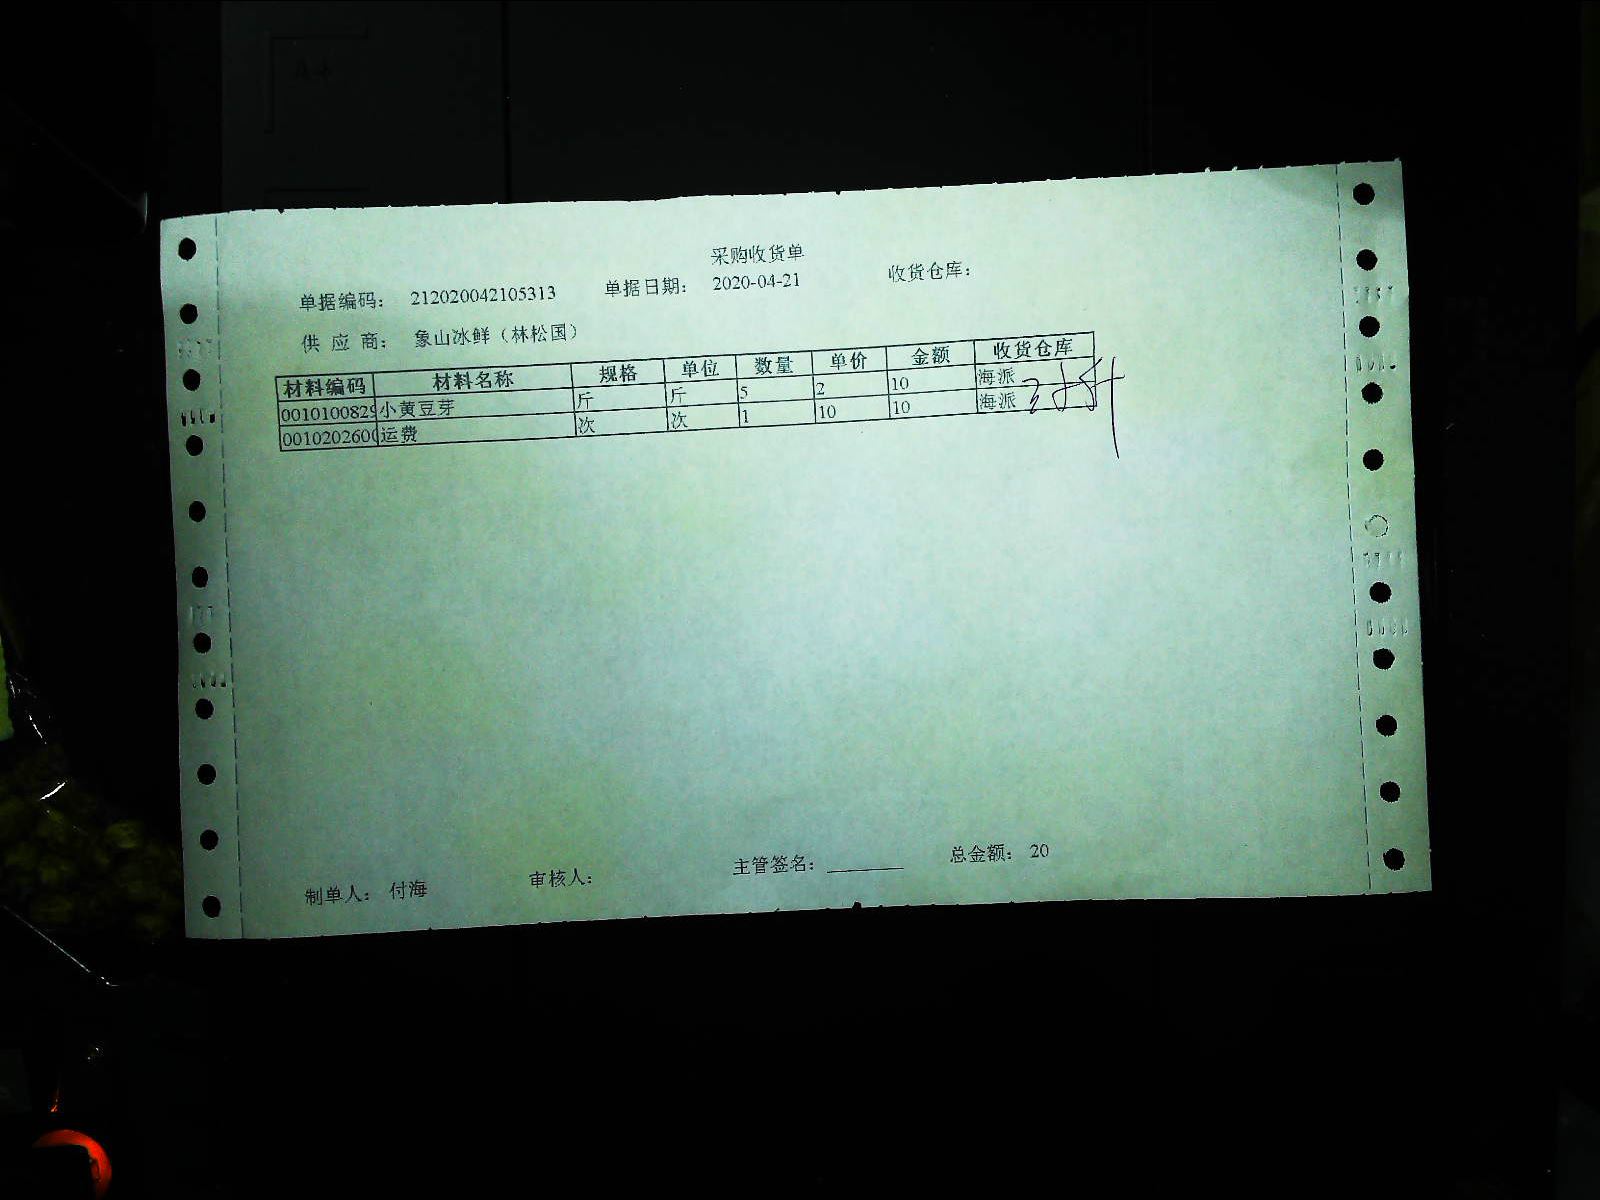 采购收货单
单据编码: 212020042105313 单据日期: 2020-04-21 收货仓库:
供 应 商: 象山冰鲜（林松国）
材料编码 材料名称 规格 单位 数量 单价 金额 收货仓库
0010100829 小黄豆芽 斤 斤 5 2 10 海派
0010202600 运费 次 次 1 10 10 海派
制单人: 付海 审核人: 主管签名: ________ 总金额: 20